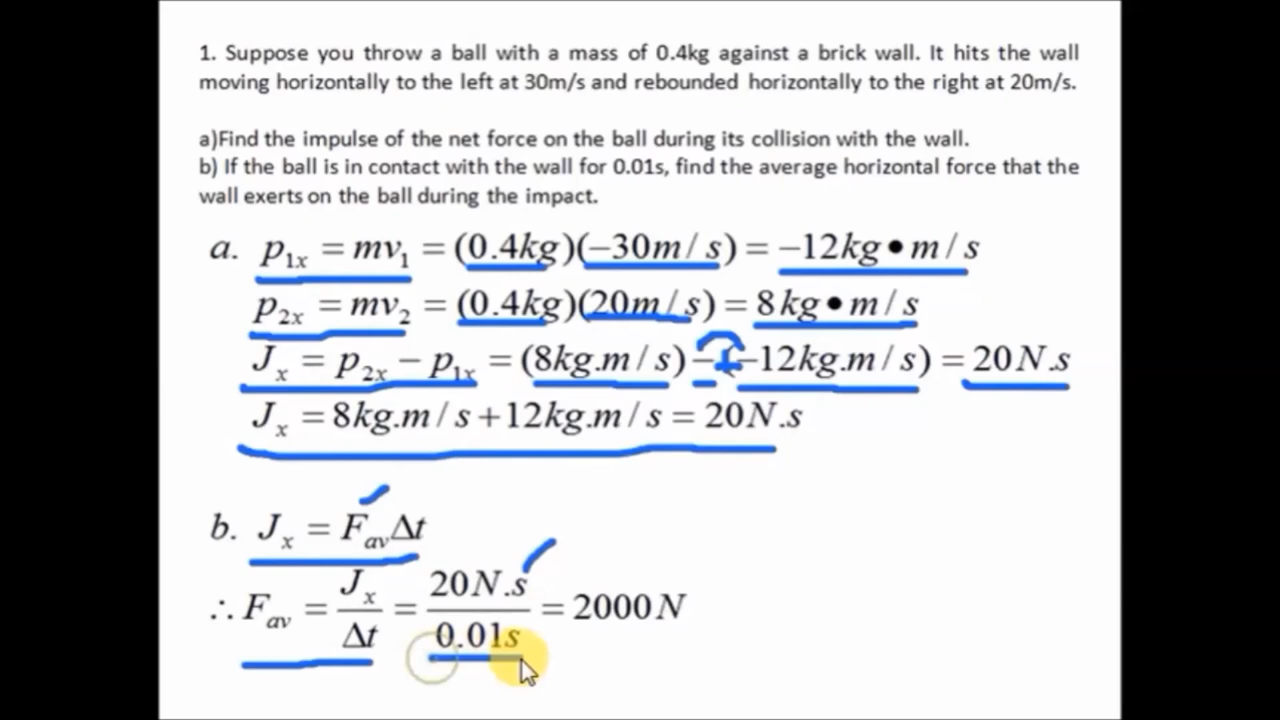 1. Suppose you throw a ball with a mass of 0.4kg against a brick wall. It hits the wall
moving horizontally to the left at 30m/s and rebounded horizontally to the right at 20m/s.
a)Find the impulse of the net force on the ball during its collision with the wall.
b) If the ball is in contact with the wall for 0.01s, find the average horizontal force that the
wall exerts on the ball during the impact.
a. p₁ₓ = mv₁ = (0.4kg)(−30m/s) = −12kg•m/s
p₂ₓ = mv₂ = (0.4kg)(20m/s) = 8kg•m/s
Jₓ = p₂ₓ − p₁ₓ = (8kg.m/s) − (−12kg.m/s) = 20N.s
Jₓ = 8kg.m/s + 12kg.m/s = 20N.s
b. Jₓ = F_av Δt
∴ F_av = Jₓ/Δt = 20N.s/0.01s = 2000N